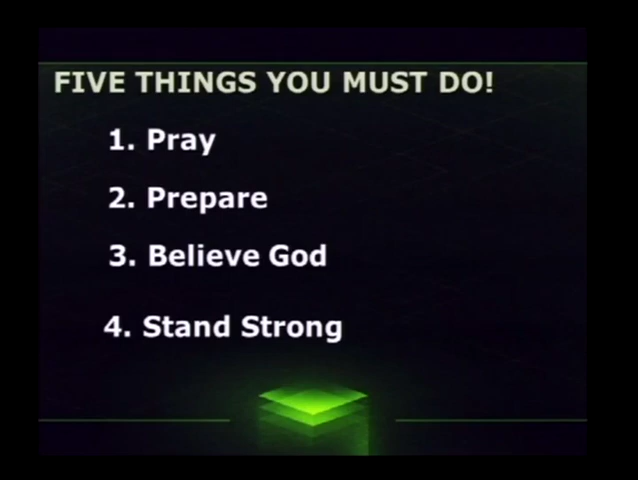 FIVE THINGS YOU MUST DO!
1. Pray
2. Prepare
3. Believe God
4. Stand Strong